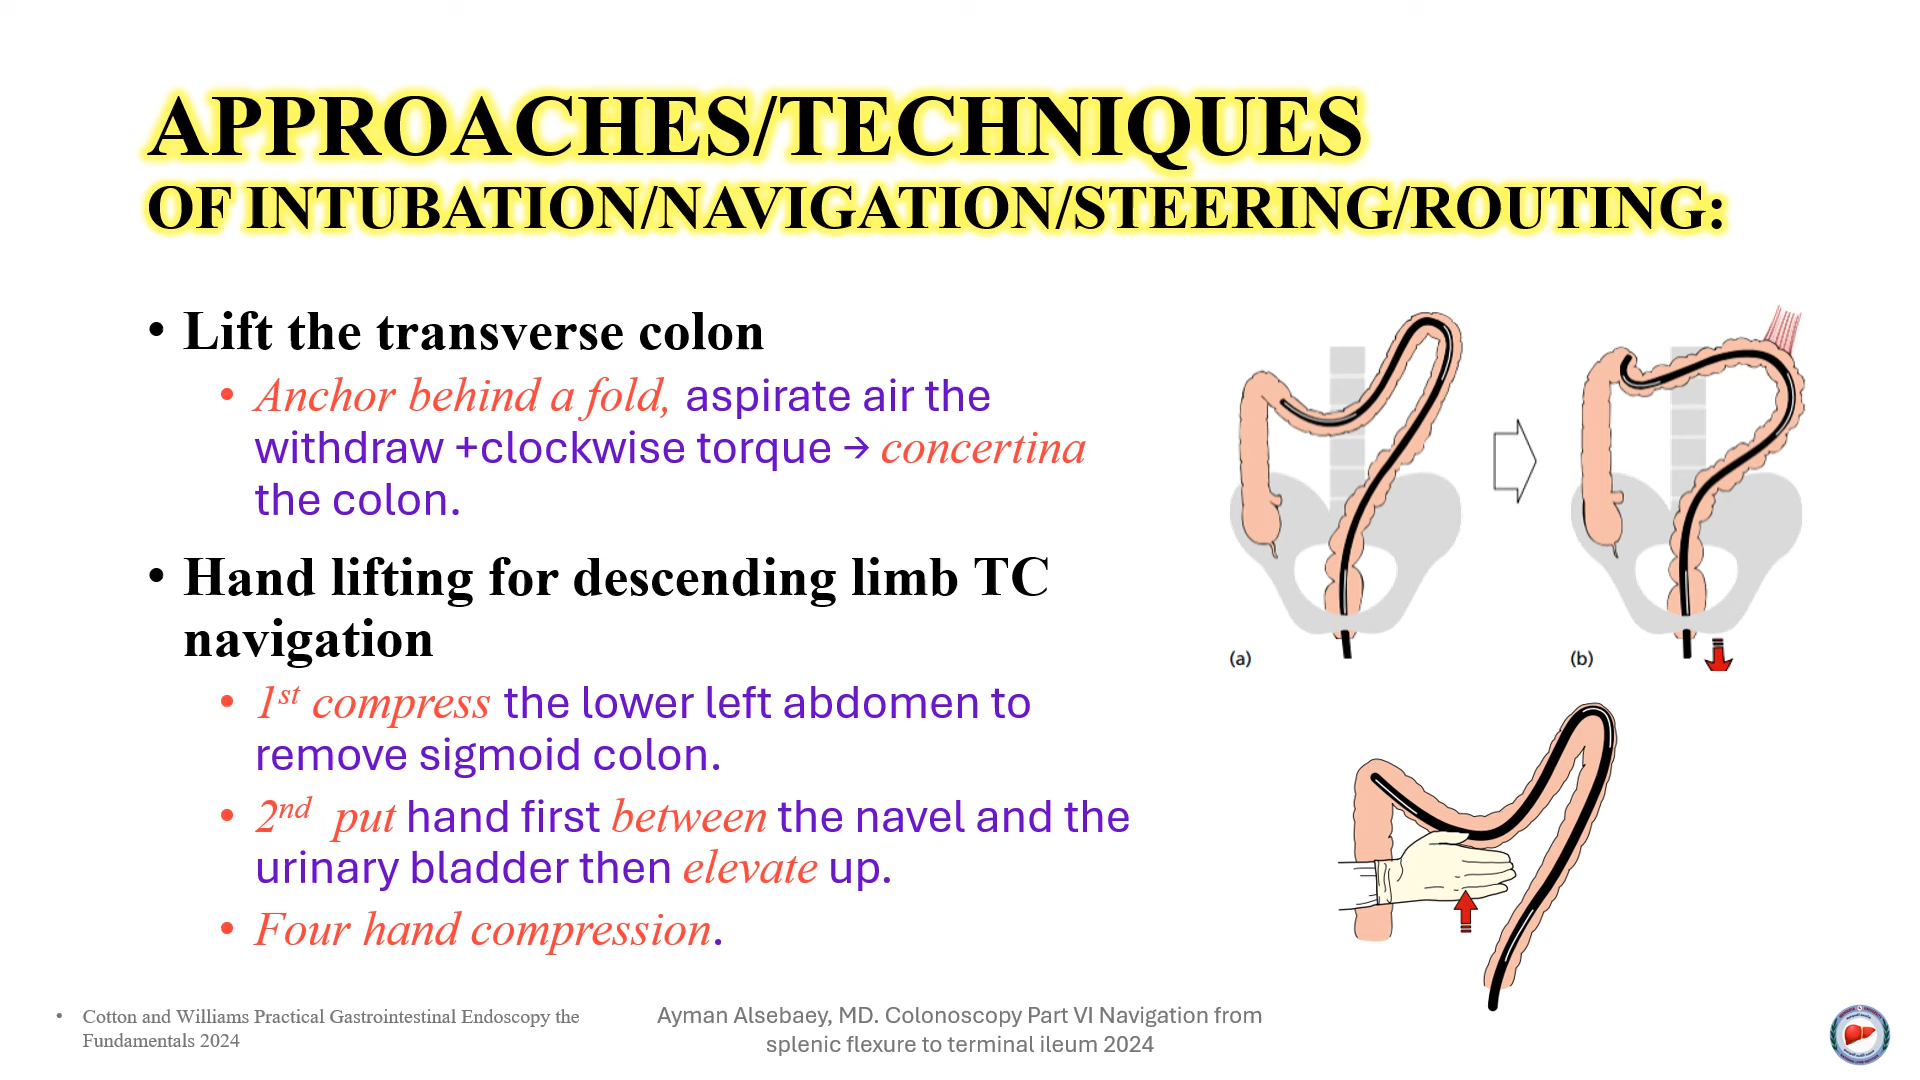 APPROACHES/TECHNIQUES
OF INTUBATION/NAVIGATION/STEERING/ROUTING:
• Lift the transverse colon
• Anchor behind a fold, aspirate air the
withdraw +clockwise torque → concertina
the colon.
• Hand lifting for descending limb TC
navigation
• 1st compress the lower left abdomen to
remove sigmoid colon.
• 2nd put hand first between the navel and the
urinary bladder then elevate up.
• Four hand compression.
(a)
(b)
• Cotton and Williams Practical Gastrointestinal Endoscopy the
Fundamentals 2024
Ayman Alsebaey, MD. Colonoscopy Part VI Navigation from
splenic flexure to terminal ileum 2024